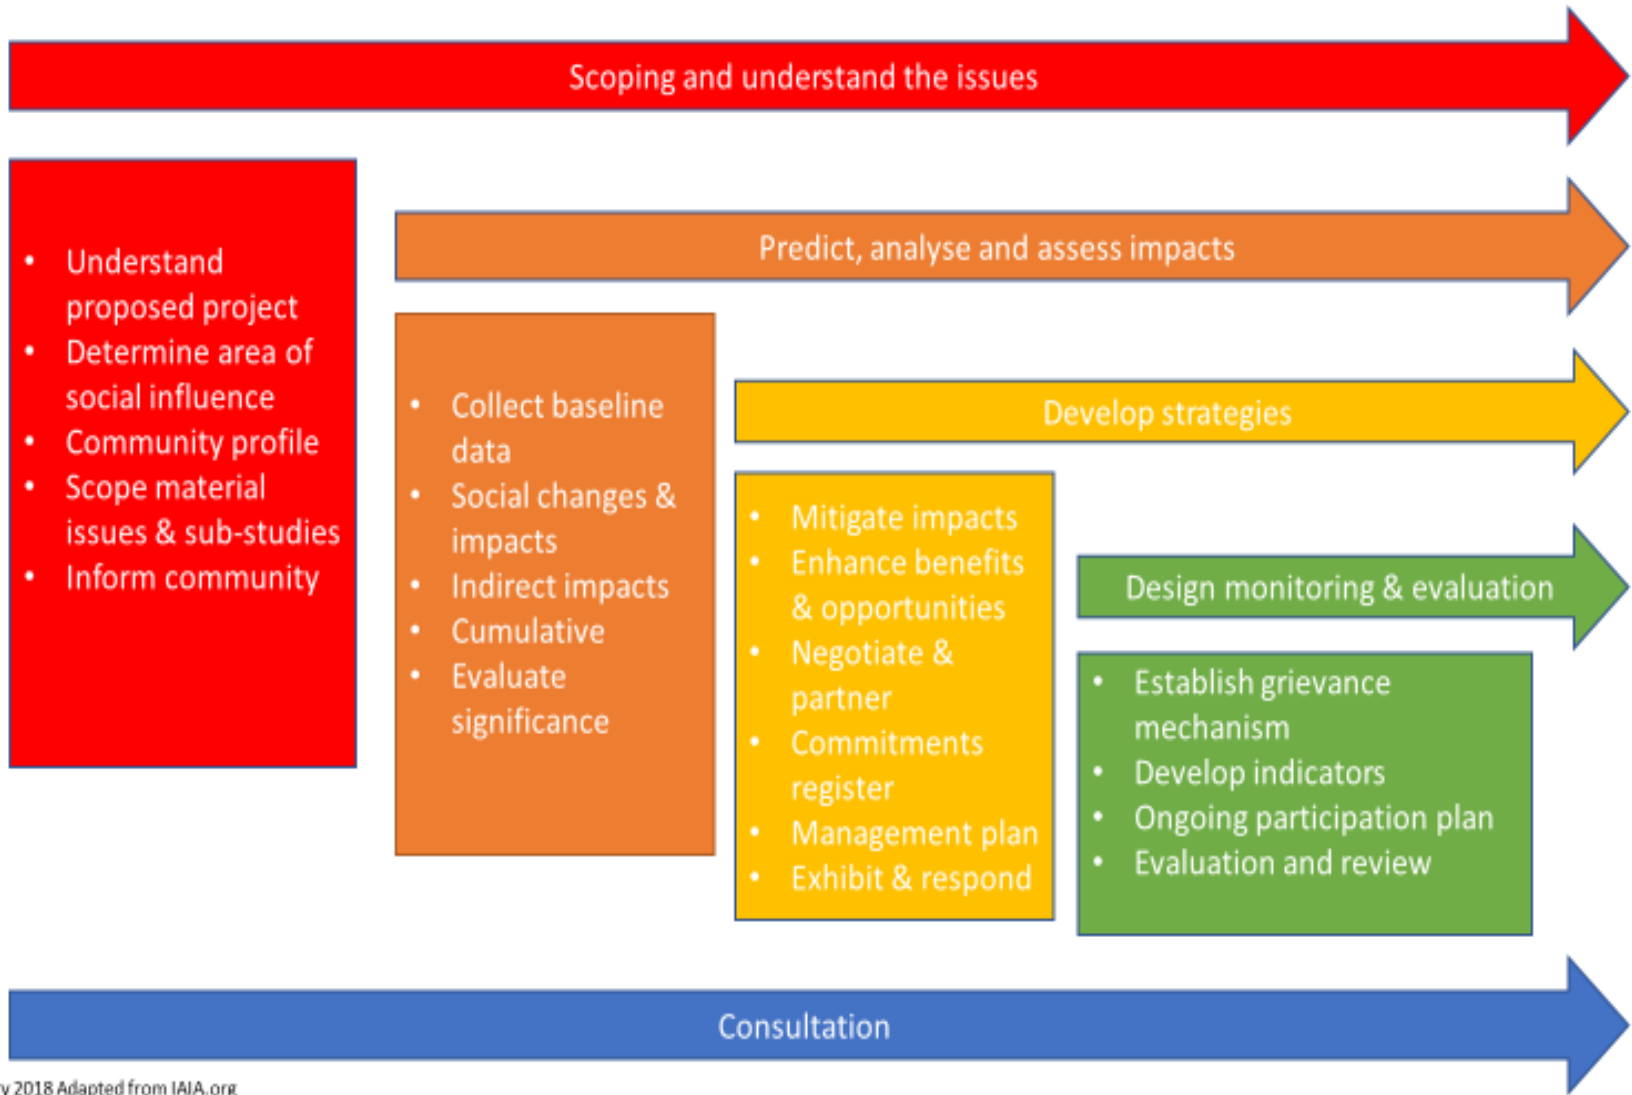 Scoping and understand the issues
• Understand
proposed project
• Determine area of
social influence
• Community profile
• Scope material
issues & sub-studies
• Inform community
Predict, analyse and assess impacts
• Collect baseline
data
• Social changes &
impacts
• Indirect impacts
• Cumulative
• Evaluate
significance
Develop strategies
• Mitigate impacts
• Enhance benefits
& opportunities
• Negotiate &
partner
• Commitments
register
• Management plan
• Exhibit & respond
Design monitoring & evaluation
• Establish grievance
mechanism
• Develop indicators
• Ongoing participation plan
• Evaluation and review
Consultation
2018 Adapted from IAIA.org